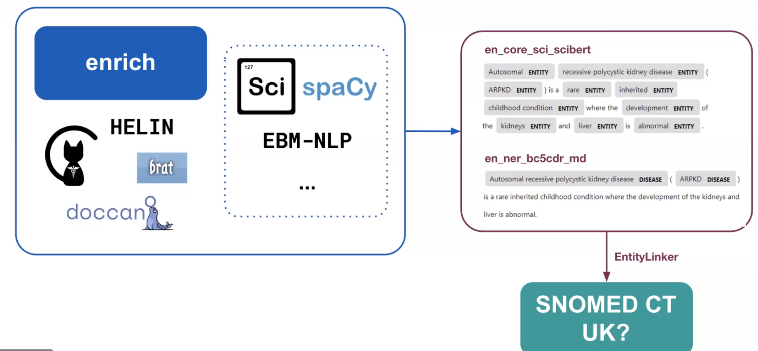 enrich
HELIN
brat
doccano
127
Sci
spaCy
EBM-NLP
...
en_core_sci_scibert
Autosomal ENTITY recessive polycystic kidney disease ENTITY (
ARPKD ENTITY ) is a rare ENTITY inherited ENTITY
childhood condition ENTITY where the development ENTITY of
the kidneys ENTITY and liver ENTITY is abnormal ENTITY .
en_ner_bc5cdr_md
Autosomal recessive polycystic kidney disease DISEASE ( ARPKD DISEASE )
is a rare inherited childhood condition where the development of the kidneys and
liver is abnormal.
EntityLinker
SNOMED CT
UK?